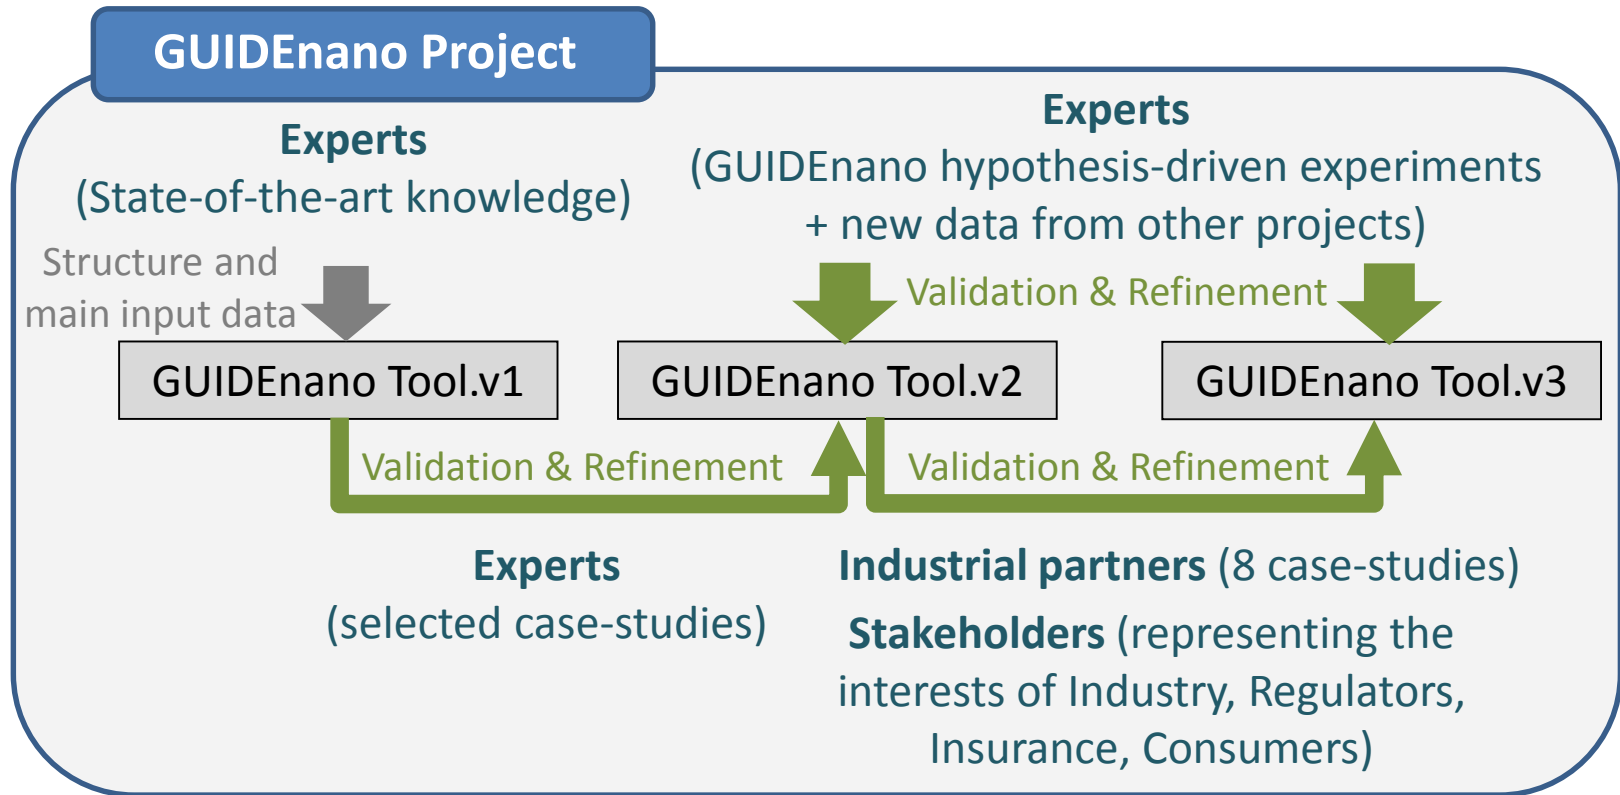 GUIDEnano Project
Experts
(State-of-the-art knowledge)
Experts
(GUIDEnano hypothesis-driven experiments
+ new data from other projects)
Structure and
main input data
Validation & Refinement
GUIDEnano Tool.v1
GUIDEnano Tool.v2
GUIDEnano Tool.v3
Validation & Refinement
Validation & Refinement
Experts
(selected case-studies)
Industrial partners (8 case-studies)
Stakeholders (representing the
interests of Industry, Regulators,
Insurance, Consumers)